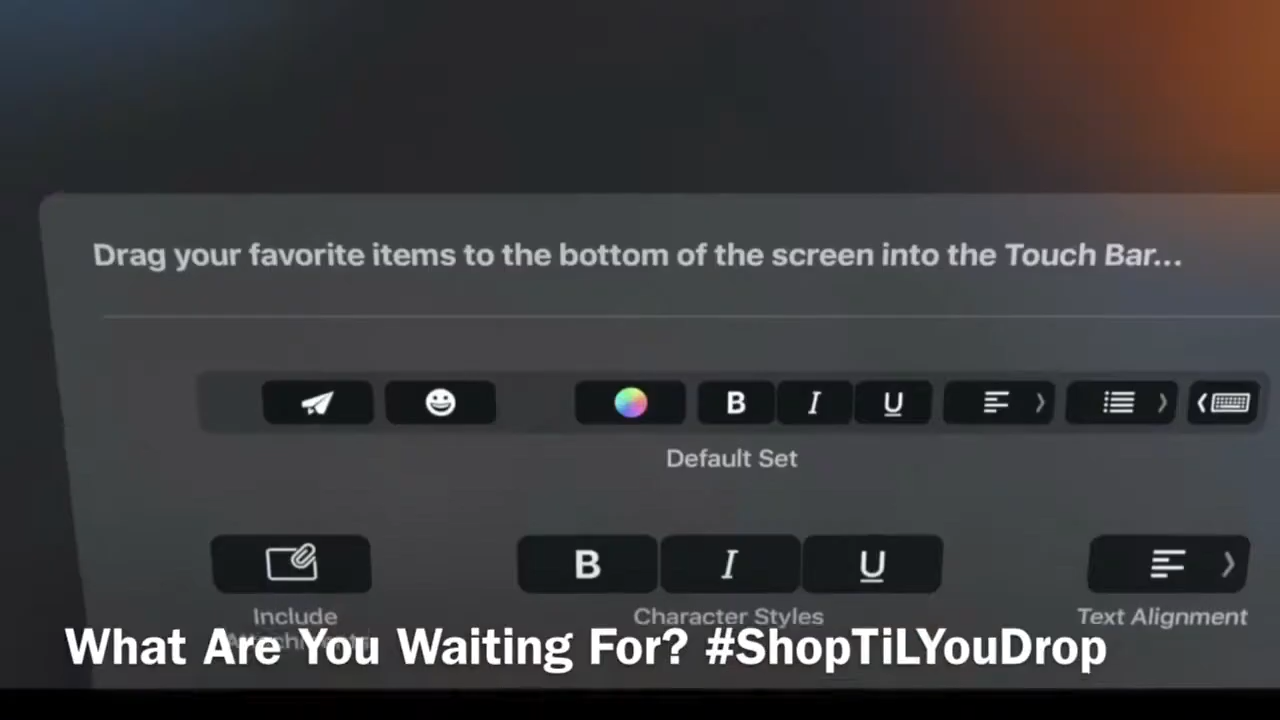 Drag your favorite items to the bottom of the screen into the Touch Bar...
B I U
Default Set
B I U
Include
Attachments
Character Styles
Text Alignment
What Are You Waiting For? #ShopTiLYouDrop